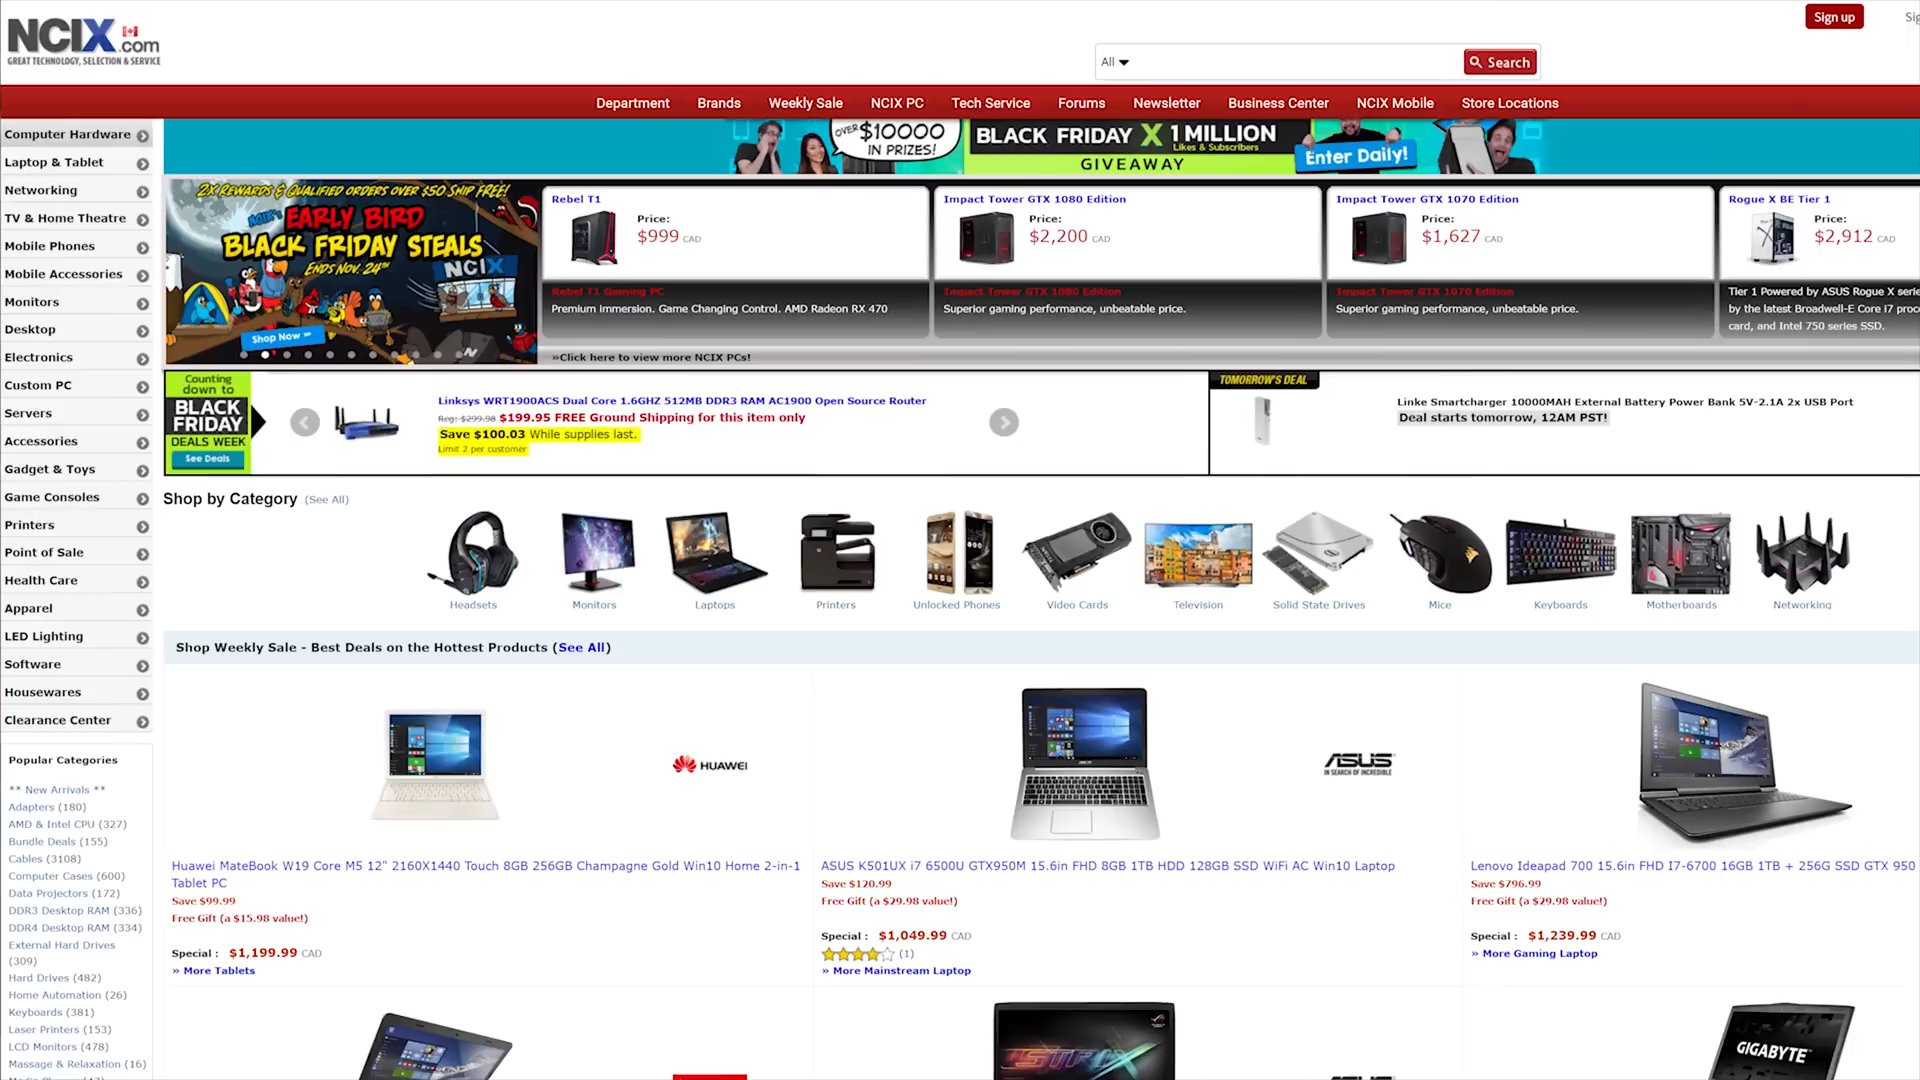 NCIX.com
GREAT TECHNOLOGY, SELECTION & SERVICE
Sign up
All
Search
Department
Brands
Weekly Sale
NCIX PC
Tech Service
Forums
Newsletter
Business Center
NCIX Mobile
Store Locations
Computer Hardware
Laptop & Tablet
Networking
TV & Home Theatre
Mobile Phones
Mobile Accessories
Monitors
Desktop
Electronics
Custom PC
Servers
Accessories
Gadget & Toys
Game Consoles
Printers
Point of Sale
Health Care
Apparel
LED Lighting
Software
Housewares
Clearance Center
Popular Categories
** New Arrivals **
Adapters (180)
AMD & Intel CPU (327)
Bundle Deals (155)
Cables (3108)
Computer Cases (600)
Data Projectors (172)
DDR3 Desktop RAM (336)
DDR4 Desktop RAM (334)
External Hard Drives
(309)
Hard Drives (482)
Home Automation (26)
Keyboards (381)
Laser Printers (153)
LCD Monitors (478)
Massage & Relaxation (16)
OVER $10000
IN PRIZES!
BLACK FRIDAY X 1 MILLION
Likes & Subscribers
GIVEAWAY
Enter Daily!
2X REWARDS & QUALIFIED ORDERS OVER $50 SHIP FREE!
NCIX's
EARLY BIRD
BLACK FRIDAY STEALS
ENDS NOV. 24TH
NCIX
Shop Now »
Rebel T1
Price:
$999 CAD
Rebel T1 Gaming PC
Premium Immersion. Game Changing Control. AMD Radeon RX 470
Impact Tower GTX 1080 Edition
Price:
$2,200 CAD
Impact Tower GTX 1080 Edition
Superior gaming performance, unbeatable price.
Impact Tower GTX 1070 Edition
Price:
$1,627 CAD
Impact Tower GTX 1070 Edition
Superior gaming performance, unbeatable price.
Rogue X BE Tier 1
Price:
$2,912 CAD
Tier 1 Powered by ASUS Rogue X serie
by the latest Broadwell-E Core i7 proc
card, and Intel 750 series SSD.
»Click here to view more NCIX PCs!
Counting
down to
BLACK
FRIDAY
DEALS WEEK
See Deals
Linksys WRT1900ACS Dual Core 1.6GHZ 512MB DDR3 RAM AC1900 Open Source Router
Reg: $299.98 $199.95 FREE Ground Shipping for this item only
Save $100.03 While supplies last.
Limit 2 per customer
TOMORROW'S DEAL
Linke Smartcharger 10000MAH External Battery Power Bank 5V-2.1A 2x USB Port
Deal starts tomorrow, 12AM PST!
Shop by Category (See All)
Headsets
Monitors
Laptops
Printers
Unlocked Phones
Video Cards
Television
Solid State Drives
Mice
Keyboards
Motherboards
Networking
Shop Weekly Sale - Best Deals on the Hottest Products (See All)
HUAWEI
Huawei MateBook W19 Core M5 12" 2160X1440 Touch 8GB 256GB Champagne Gold Win10 Home 2-in-1
Tablet PC
Save $99.99
Free Gift (a $15.98 value!)
Special : $1,199.99 CAD
» More Tablets
ASUS
IN SEARCH OF INCREDIBLE
ASUS K501UX i7 6500U GTX950M 15.6in FHD 8GB 1TB HDD 128GB SSD WiFi AC Win10 Laptop
Save $120.99
Free Gift (a $29.98 value!)
Special : $1,049.99 CAD
(1)
» More Mainstream Laptop
Lenovo Ideapad 700 15.6in FHD I7-6700 16GB 1TB + 256G SSD GTX 950
Save $796.99
Free Gift (a $29.98 value!)
Special : $1,239.99 CAD
» More Gaming Laptop
STRIX
GIGABYTE